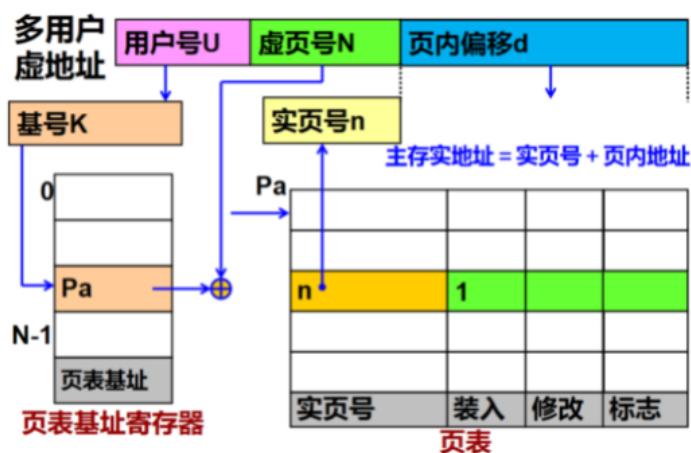 多用户
虚地址
用户号U
虚页号N
页内偏移d
基号K
实页号n
主存实地址 = 实页号 + 页内地址
0
Pa
Pa
n
1
N-1
页表基址
实页号
装入
修改
标志
页表基址寄存器
页表